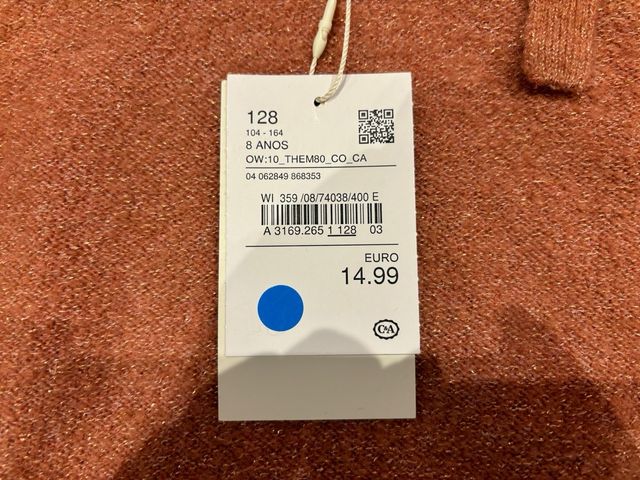 128
104 - 164
8 ANOS
OW:10_THEM80_CO_CA
04 062849 868353
WI 359 /08/74038/400 E
A 3169.265 1 128 03
EURO
14.99
C&A